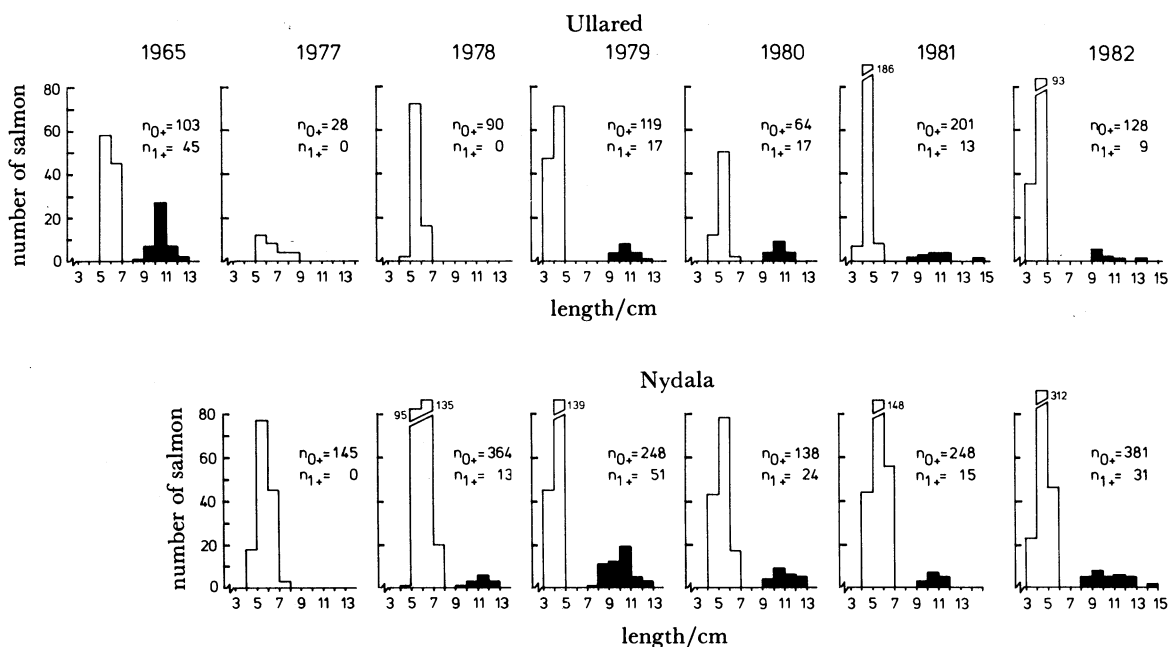 Ullared
1965 1977 1978 1979 1980 1981 1982
186 93
number of salmon
80
60
40
20
0
n0+=103 n0+=28 n0+=90 n0+=119 n0+=64 n0+=201 n0+=128
n1+= 45 n1+= 0 n1+= 0 n1+= 17 n1+= 17 n1+= 13 n1+= 9
3 5 7 9 11 13 3 5 7 9 11 13 3 5 7 9 11 13 3 5 7 9 11 13 3 5 7 9 11 13 3 5 7 9 11 13 15 3 5 7 9 11 13 15
length/cm
Nydala
95 135 139 148 312
number of salmon
80
60
40
20
0
n0+=145 n0+=364 n0+=248 n0+=138 n0+=248 n0+=381
n1+= 0 n1+= 13 n1+= 51 n1+= 24 n1+= 15 n1+= 31
3 5 7 9 11 13 3 5 7 9 11 13 3 5 7 9 11 13 3 5 7 9 11 13 3 5 7 9 11 13 3 5 7 9 11 13 15
length/cm